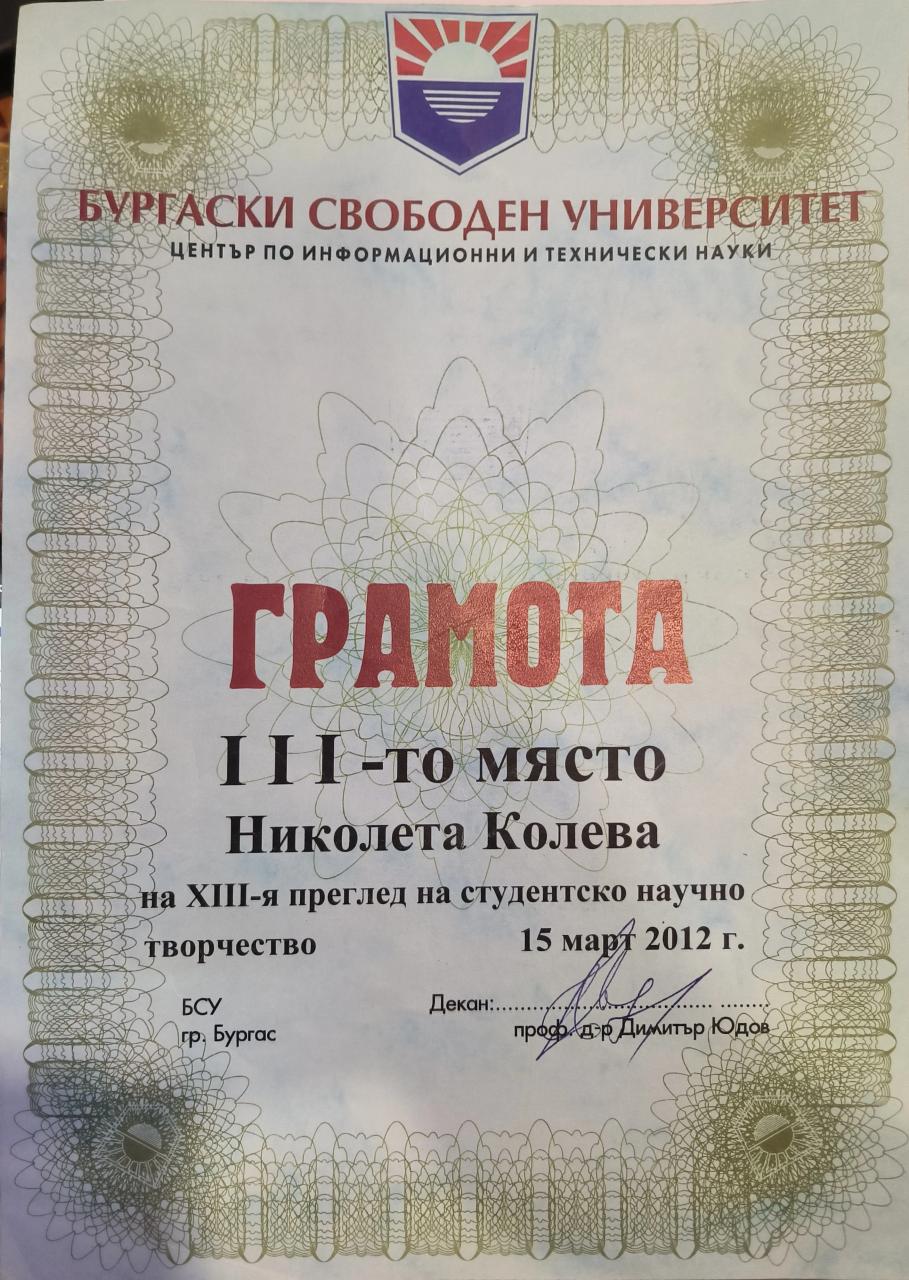 БУРГАСКИ СВОБОДЕН УНИВЕРСИТЕТ
ЦЕНТЪР ПО ИНФОРМАЦИОННИ И ТЕХНИЧЕСКИ НАУКИ
ГРАМОТА
III-то място
Николета Колева
на XIII-я преглед на студентско научно
творчество 15 март 2012 г.
БСУ Декан:.................................... ........
гр. Бургас проф. д-р Димитър Юдов